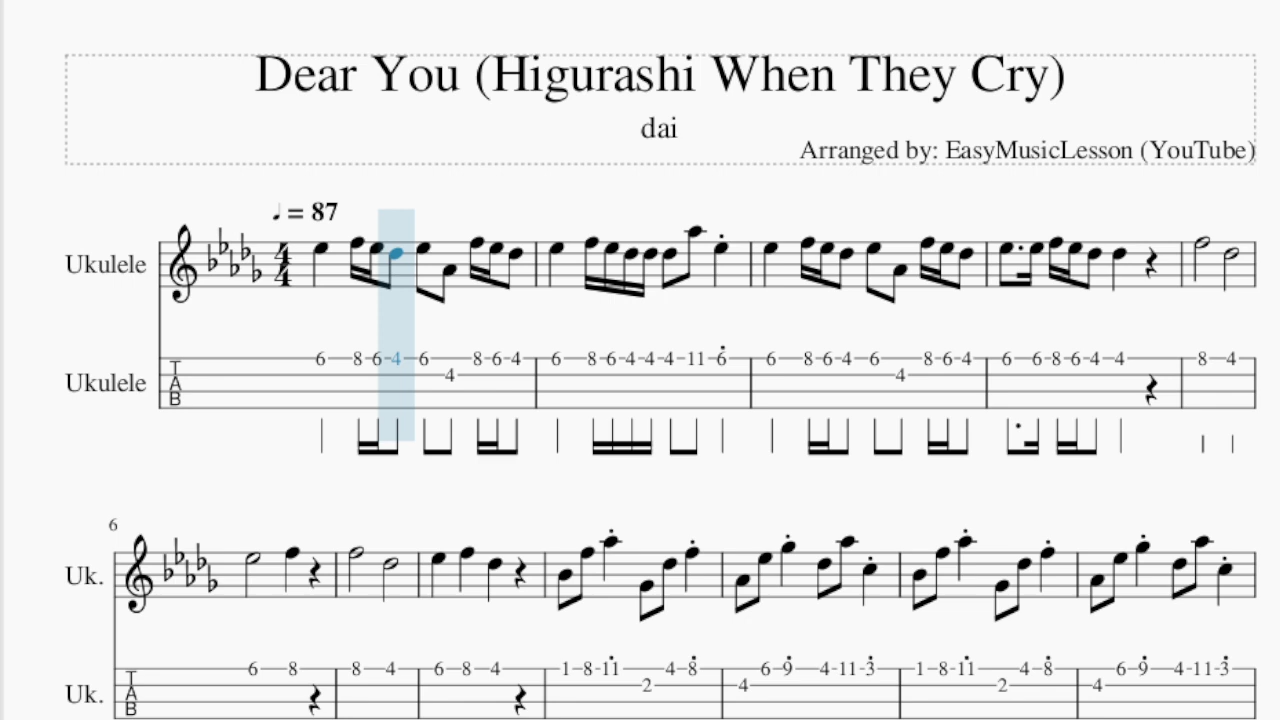 Dear You (Higurashi When They Cry)
dai
Arranged by: EasyMusicLesson (YouTube)
♩ = 87
Ukulele
4
4
Ukulele
T
A
B
6 8 6 4 6 4 8 6 4 6 8 6 4 4 4 11 6 6 8 6 4 6 4 8 6 4 6 6 8 6 4 4 8 4
6
Uk.
Uk.
T
A
B
6 8 8 4 6 8 4 1 8 11 2 4 8 4 6 9 4 11 3 1 8 11 2 4 8 4 6 9 4 11 3